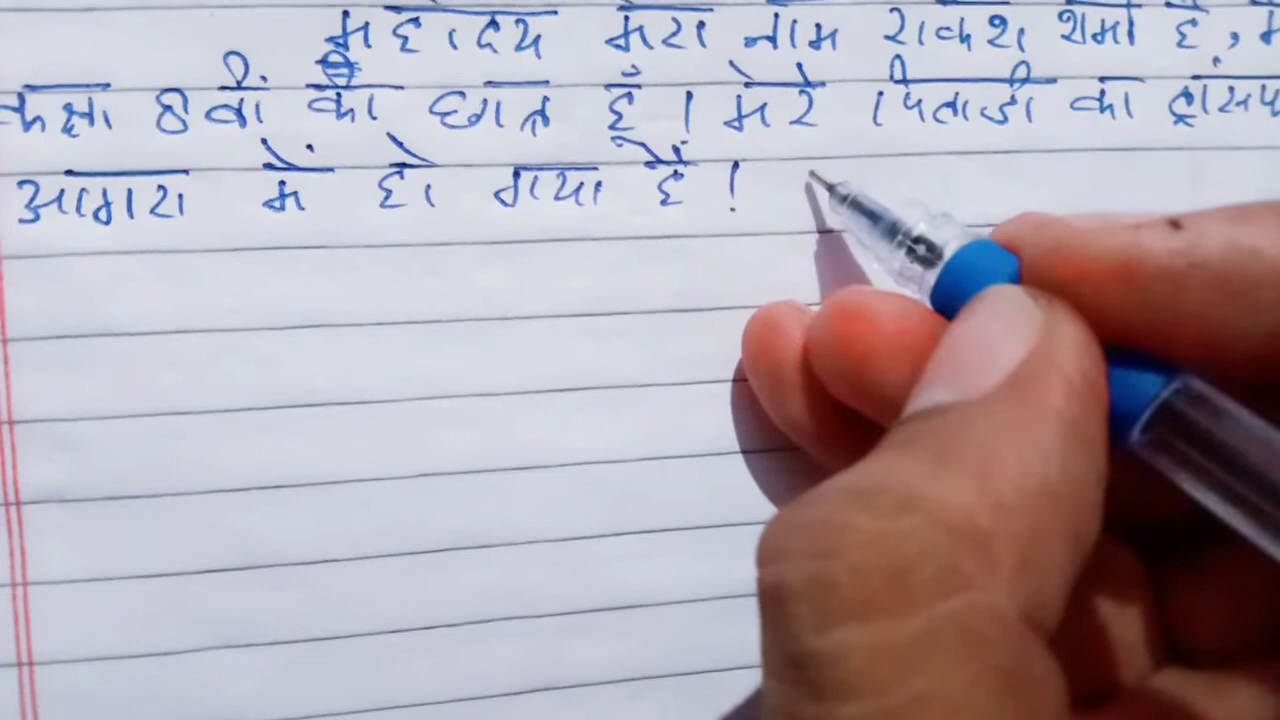 महोदय मेरा नाम राकेश शर्मा है,
कक्षा 8वीं का छात्र हूँ। मेरे पिताजी का
आगरा में हो गया है!